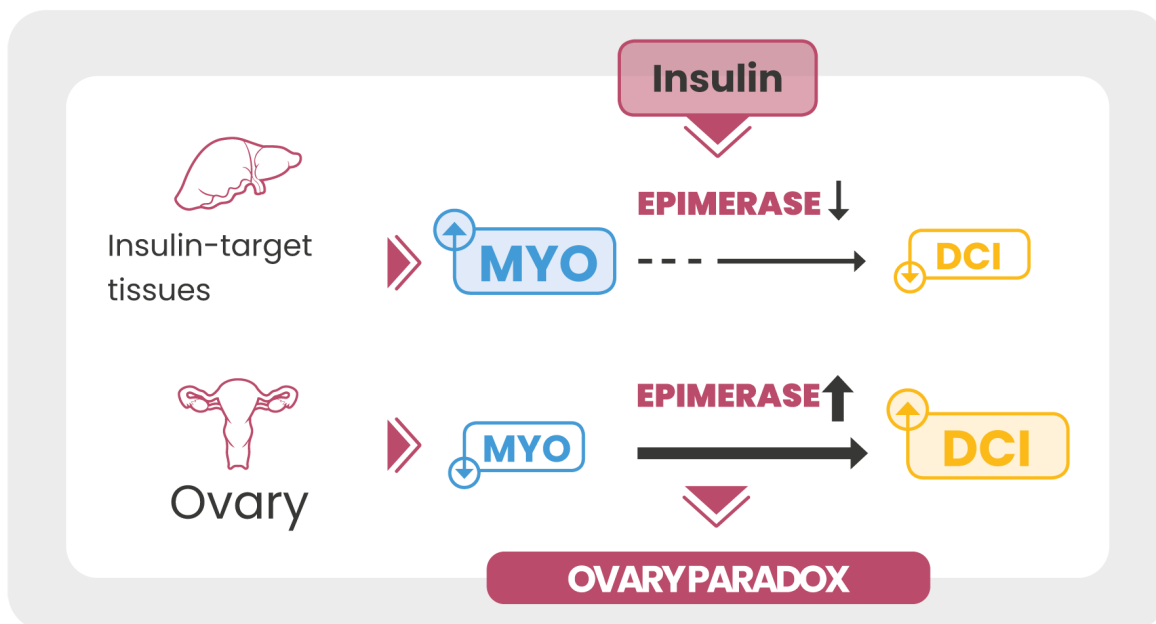 Insulin
EPIMERASE
Insulin-target
tissues
MYO
DCI
EPIMERASE
MYO
DCI
Ovary
OVARY PARADOX